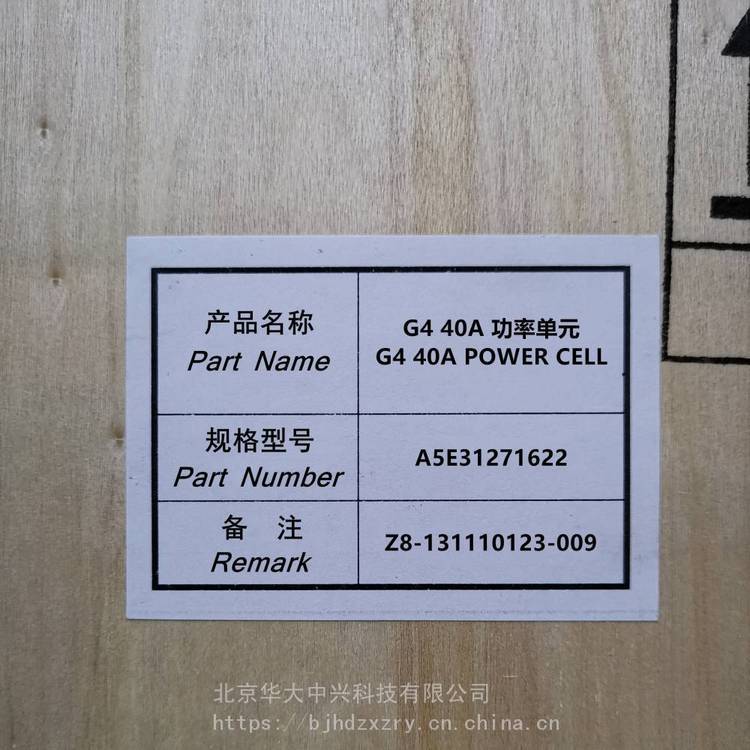 产品名称
Part Name
G4 40A 功率单元
G4 40A POWER CELL
规格型号
Part Number
A5E31271622
备 注
Remark
Z8-131110123-009
北京华大中兴科技有限公司
https://bjhdzxzry.cn.china.cn